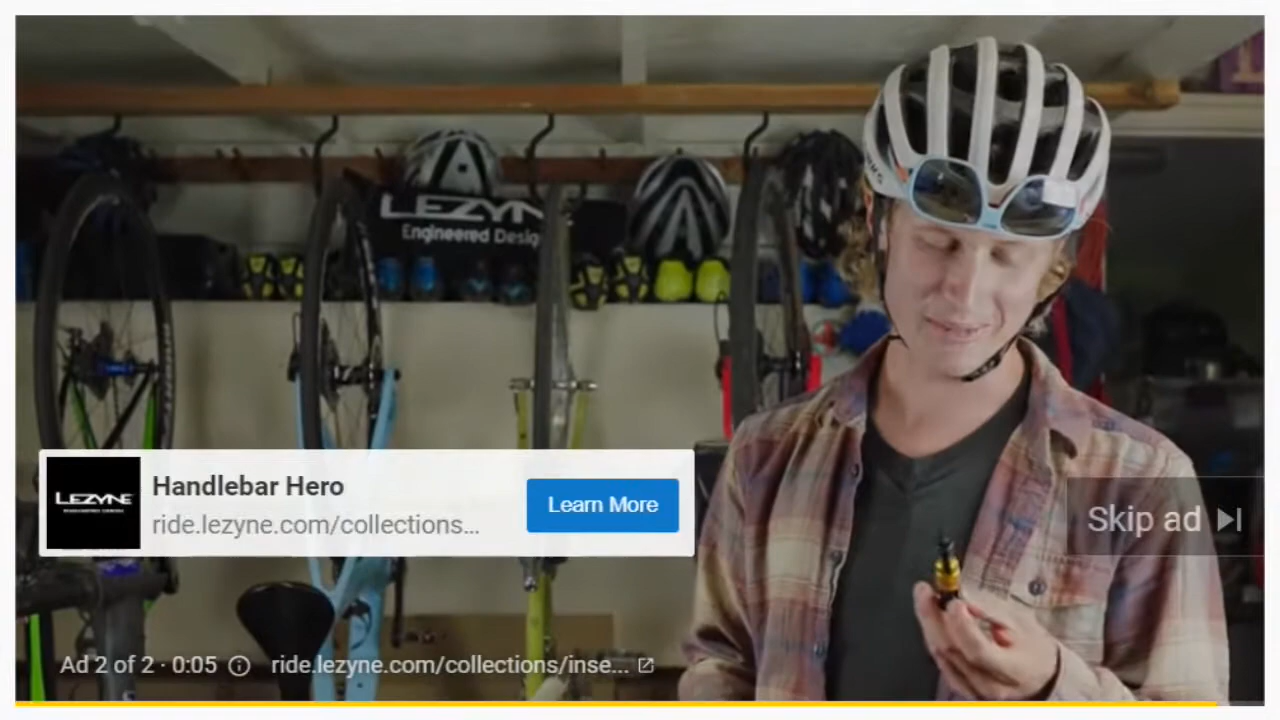 LEZYN
Engineered Desig
LEZYNE
Handlebar Hero
ride.lezyne.com/collections...
Learn More
Skip ad
Ad 2 of 2 · 0:05
ride.lezyne.com/collections/inse...